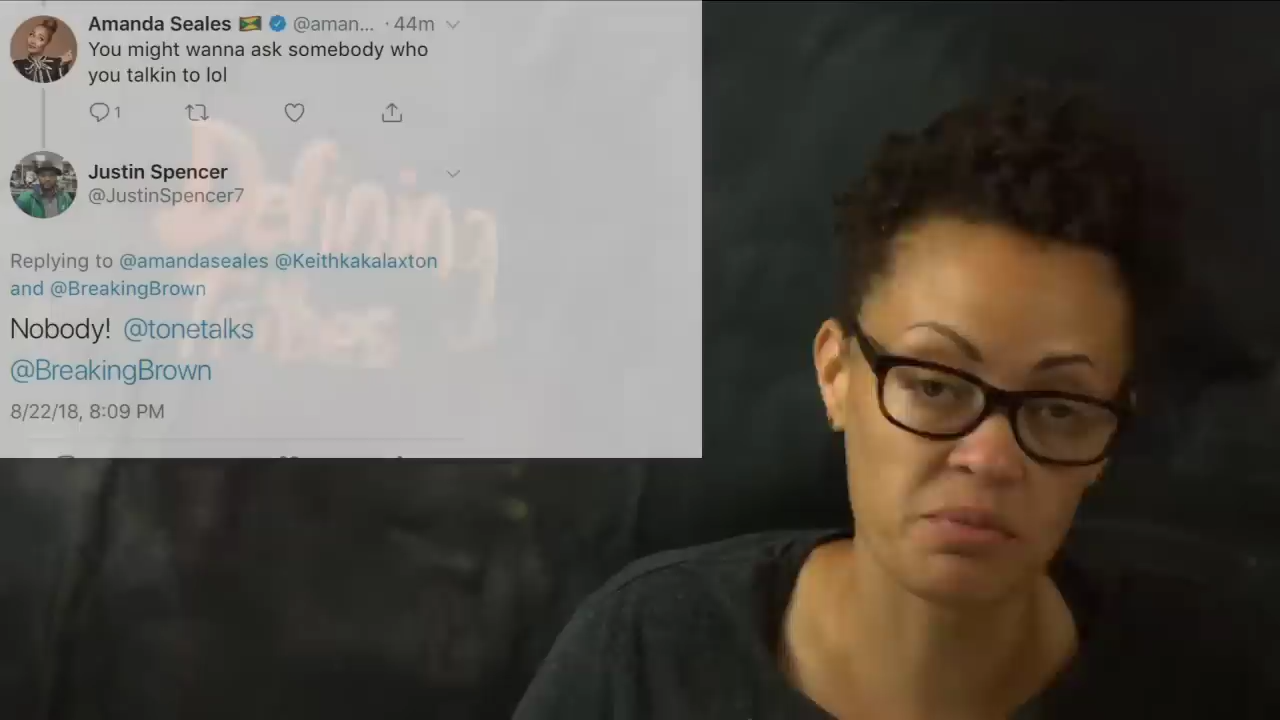 Amanda Seales @aman... · 44m
You might wanna ask somebody who
you talkin to lol
1
Justin Spencer
@JustinSpencer7
Replying to @amandaseales @Keithkakalaxton
and @BreakingBrown
Nobody! @tonetalks
@BreakingBrown
8/22/18, 8:09 PM
Defining